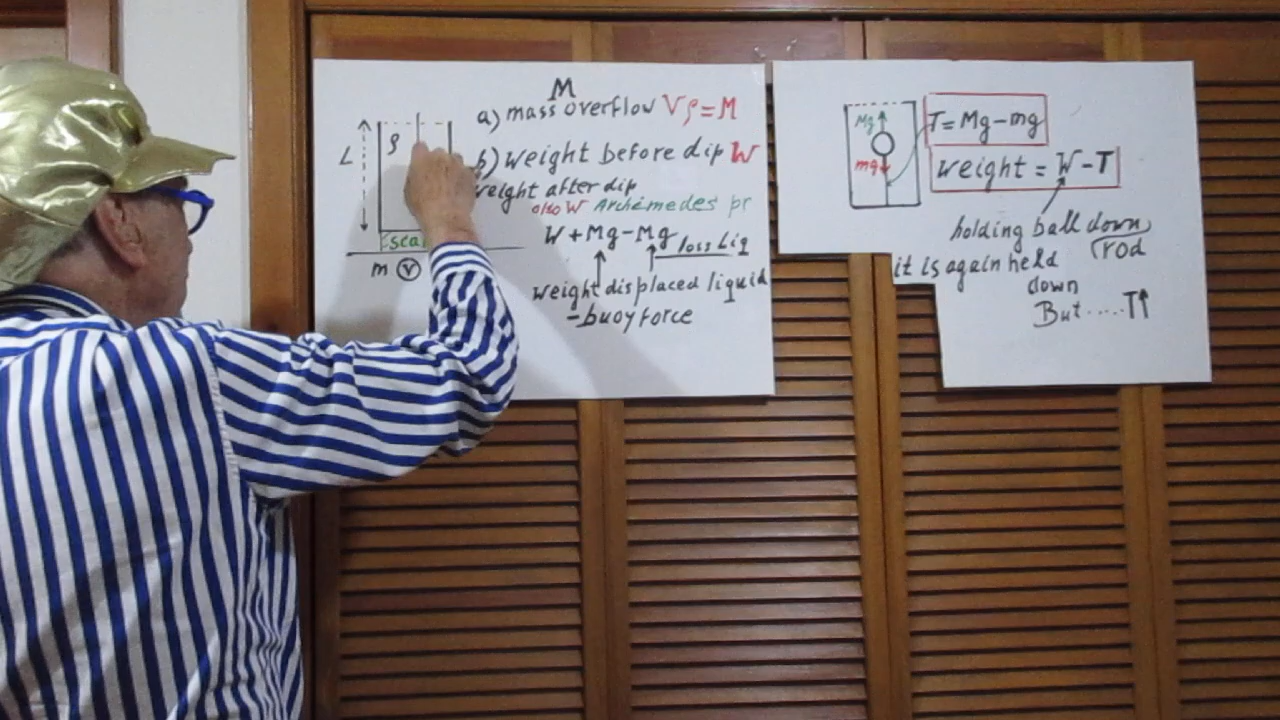 M
a) mass overflow Vρ=M
L
ρ
b) weight before dip W
weight after dip
also W Archimedes pr
W+Mg-Mg loss liq
m V
weight displaced liquid
-buoy force
Mg
mg
T=Mg-mg
weight = W-T
holding ball down
rod
it is again held
down
But.....T↑